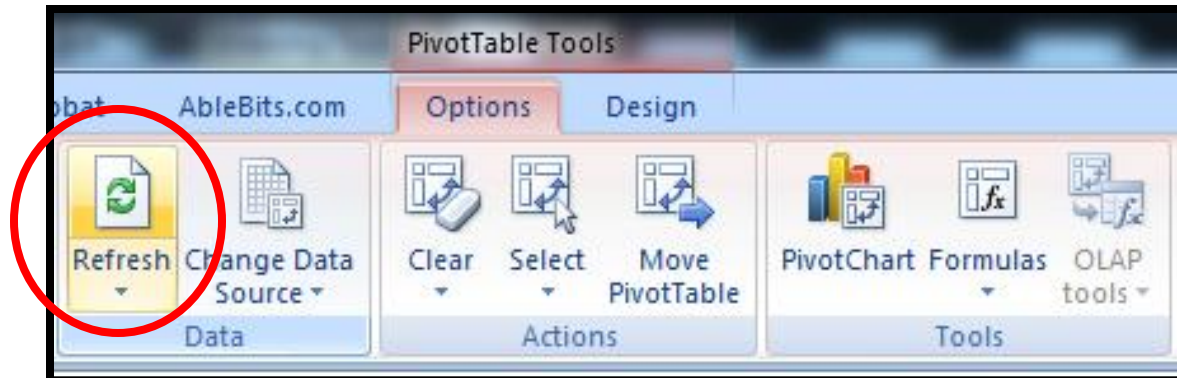 PivotTable Tools
obat AbleBits.com Options Design
Refresh Change Data Source Clear Select Move PivotTable PivotChart Formulas OLAP tools
Data Actions Tools